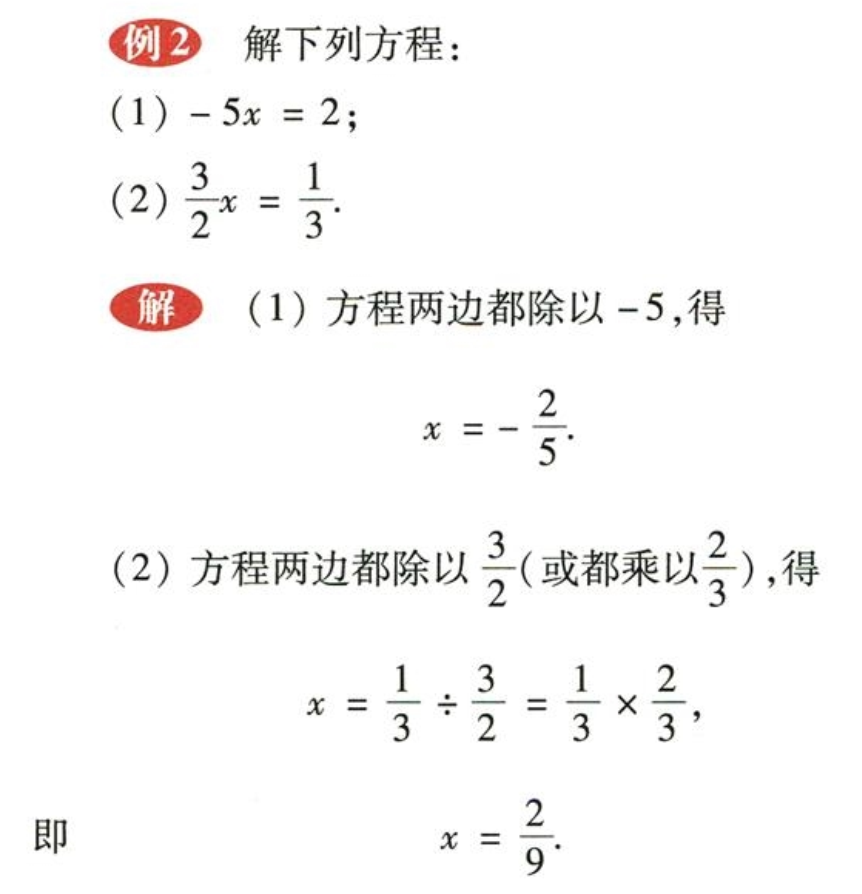 例2 解下列方程:
(1) -5x = 2;
(2) \frac{3}{2}x = \frac{1}{3}.
解 (1) 方程两边都除以 -5,得
x = -\frac{2}{5}.
(2) 方程两边都除以 \frac{3}{2}(或都乘以\frac{2}{3}),得
x = \frac{1}{3} ÷ \frac{3}{2} = \frac{1}{3} × \frac{2}{3},
即 x = \frac{2}{9}.